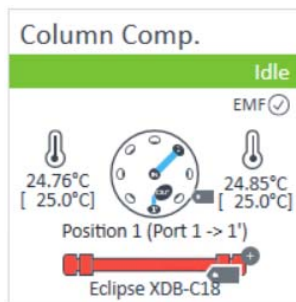 Column Comp.
Idle
EMF
24.76°C
[ 25.0°C]
24.85°C
[ 25.0°C]
Position 1 (Port 1 -> 1')
Eclipse XDB-C18